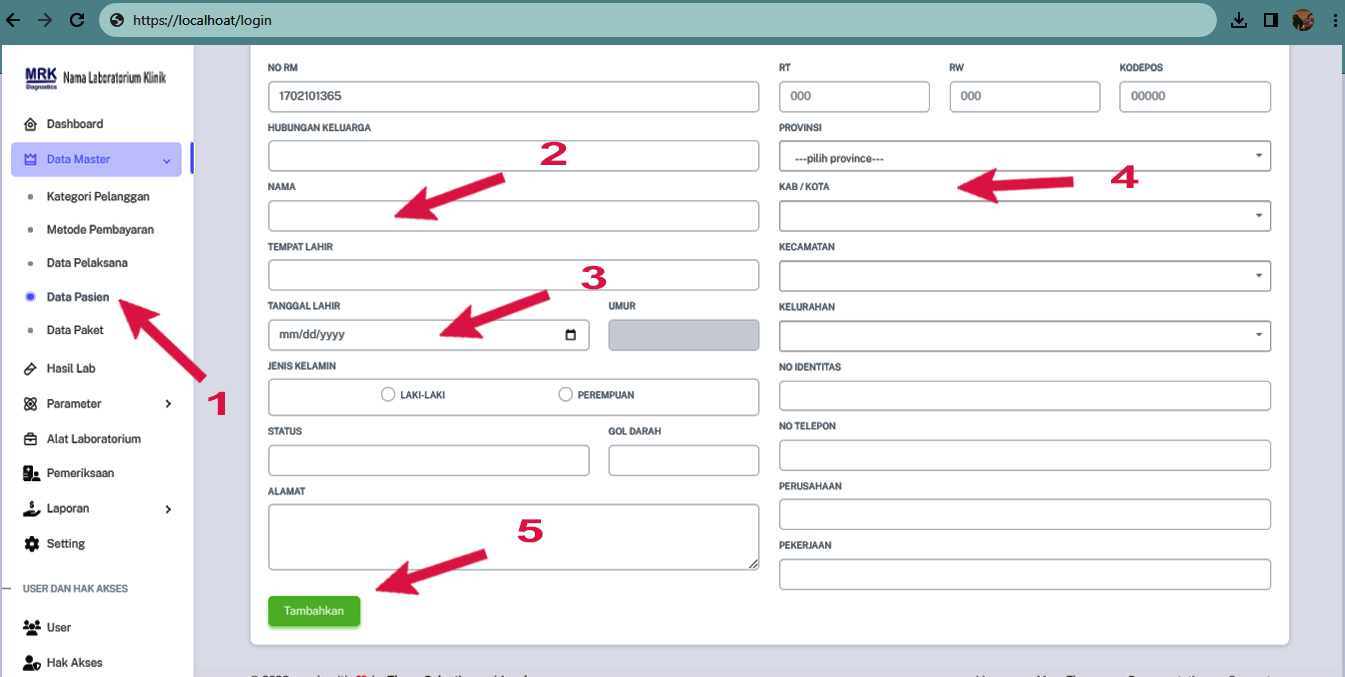 https://localhoat/login
MRK
Diagnostics
Nama Laboratorium Klinik
Dashboard
Data Master
Kategori Pelanggan
Metode Pembayaran
Data Pelaksana
Data Pasien
Data Paket
1
Hasil Lab
Parameter
Alat Laboratorium
Pemeriksaan
Laporan
Setting
USER DAN HAK AKSES
User
Hak Akses
NO RM
1702101365
HUBUNGAN KELUARGA
2
NAMA
TEMPAT LAHIR
3
TANGGAL LAHIR
UMUR
mm/dd/yyyy
JENIS KELAMIN
LAKI-LAKI
PEREMPUAN
STATUS
GOL DARAH
ALAMAT
5
Tambahkan
RT
RW
KODEPOS
000
000
00000
PROVINSI
---pilih province---
4
KAB / KOTA
KECAMATAN
KELURAHAN
NO IDENTITAS
NO TELEPON
PERUSAHAAN
PEKERJAAN